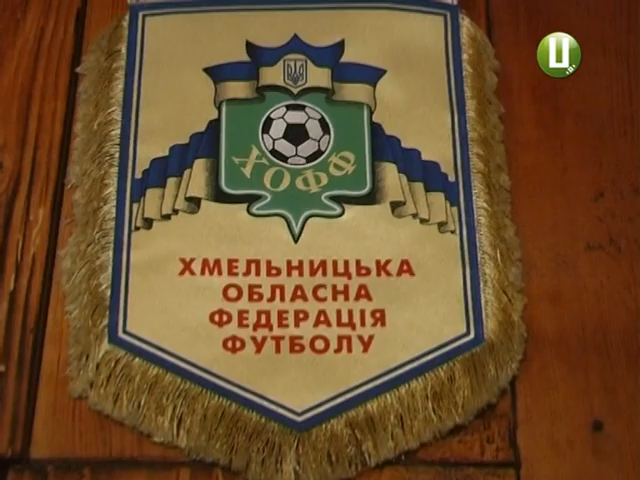 Ц
ХОФФ
ХМЕЛЬНИЦЬКА
ОБЛАСНА
ФЕДЕРАЦІЯ
ФУТБОЛУ